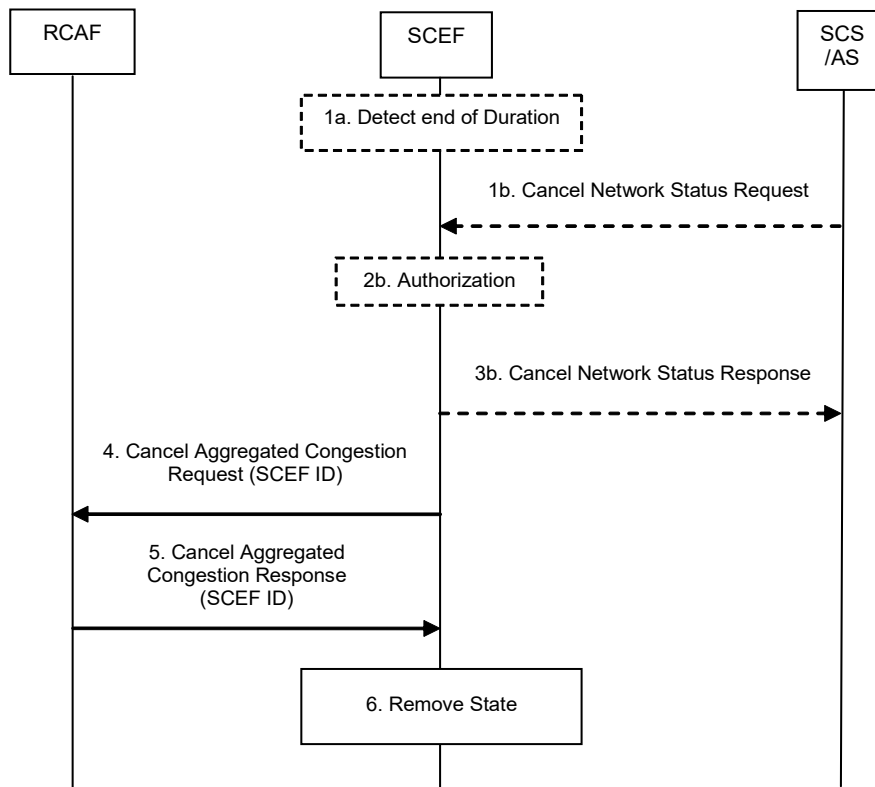 RCAF
SCEF
SCS
/AS
1a. Detect end of Duration
1b. Cancel Network Status Request
2b. Authorization
3b. Cancel Network Status Response
4. Cancel Aggregated Congestion
Request (SCEF ID)
5. Cancel Aggregated
Congestion Response
(SCEF ID)
6. Remove State